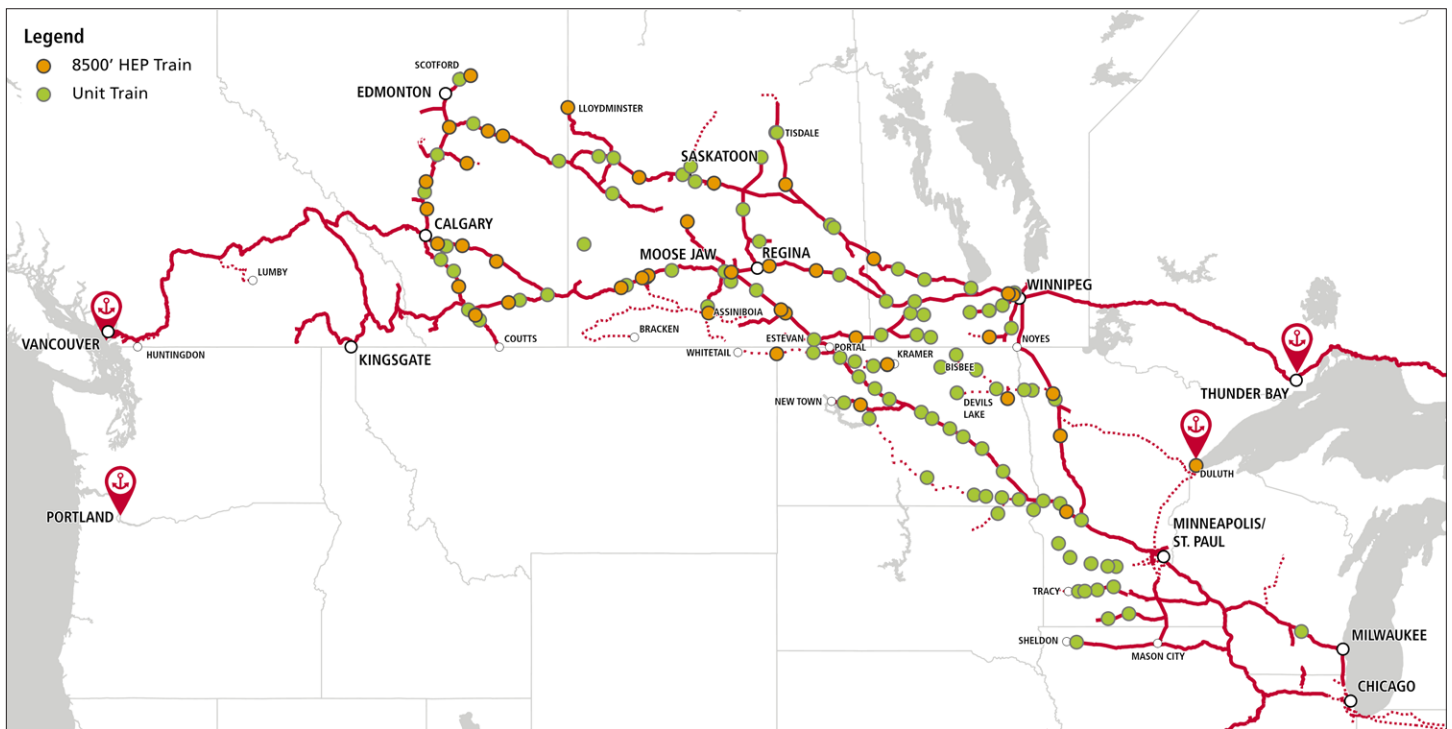 Legend
8500' HEP Train
Unit Train
SCOTFORD
EDMONTON
LLOYDMINSTER
TISDALE
SASKATOON
CALGARY
MOOSE JAW
REGINA
LUMBY
WINNIPEG
ASSINIBOIA
VANCOUVER
HUNTINGDON
KINGSGATE
COUTTS
BRACKEN
WHITETAIL
ESTEVAN
PORTAL
KRAMER
BISBEE
NOYES
THUNDER BAY
NEW TOWN
DEVILS
LAKE
DULUTH
PORTLAND
MINNEAPOLIS/
ST. PAUL
TRACY
SHELDON
MASON CITY
MILWAUKEE
CHICAGO